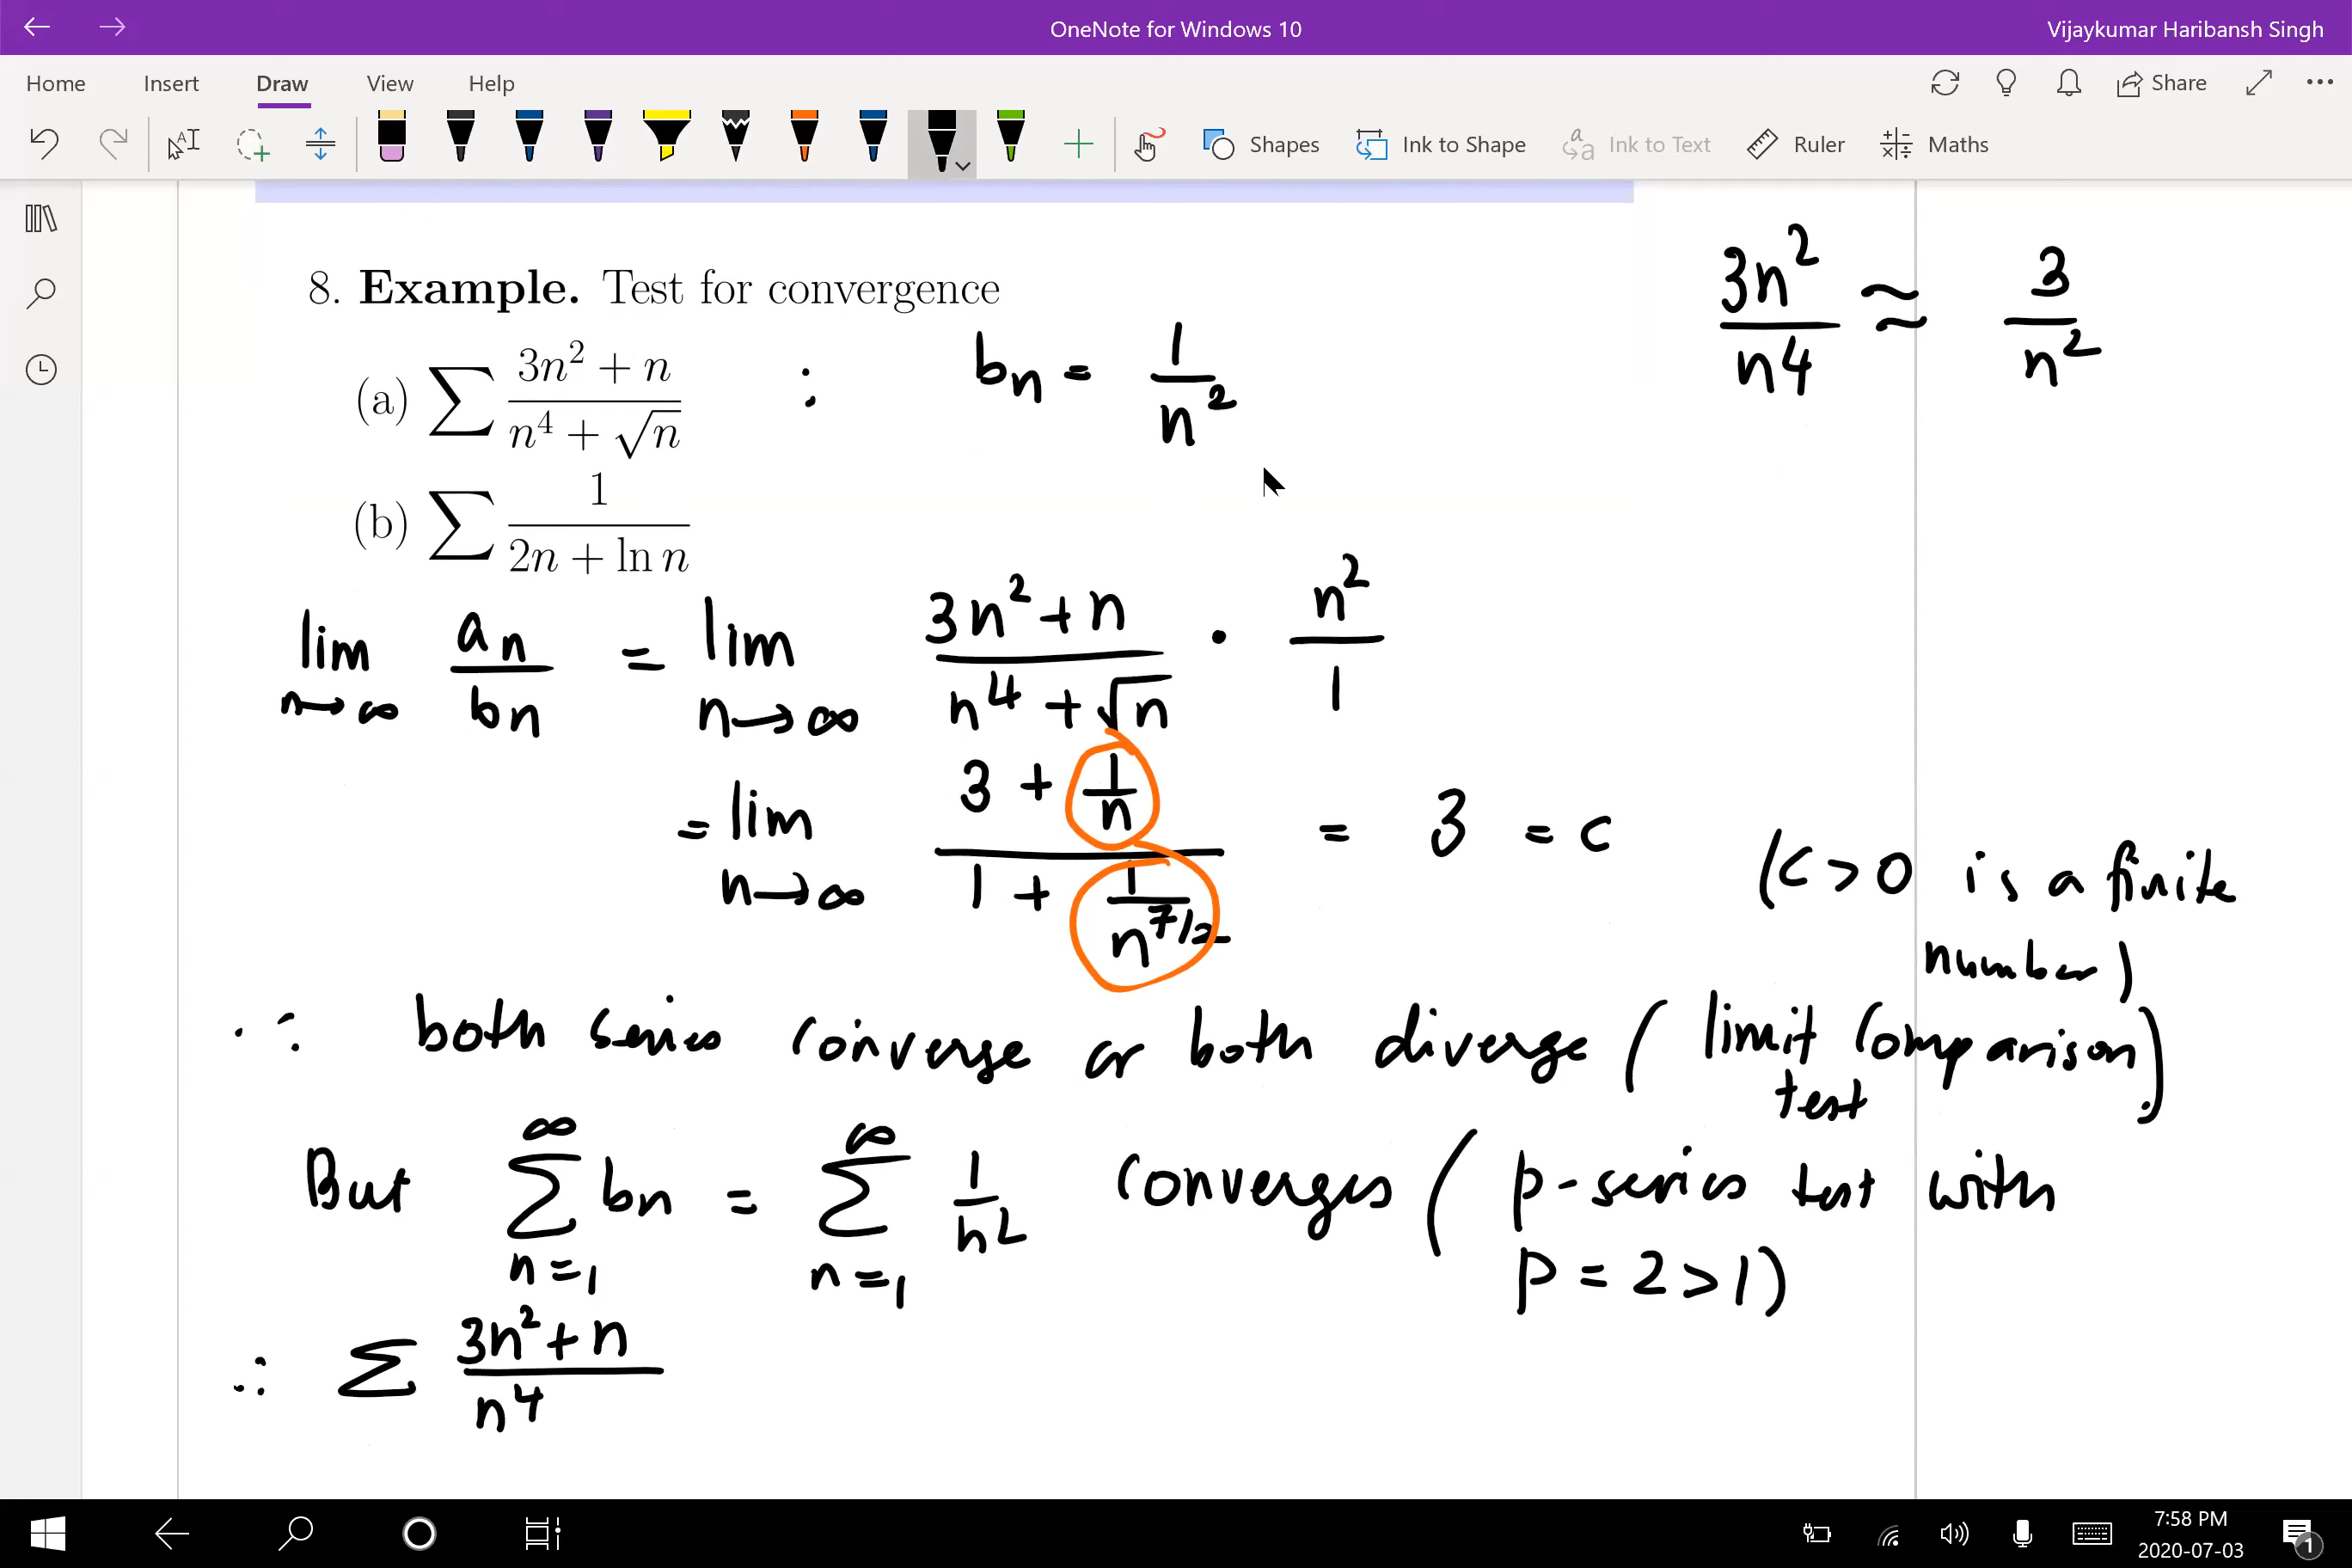 OneNote for Windows 10
Vijaykumar Haribansh Singh
Home Insert Draw View Help Share
Shapes Ink to Shape Ink to Text Ruler Maths
8. Example. Test for convergence
(a) ∑ (3n² + n)/(n⁴ + √n) : bn = 1/n²
3n²/n4 ≈ 3/n²
(b) ∑ 1/(2n + ln n)
lim n→∞ an/bn = lim n→∞ (3n² + n)/(n⁴ + √n) · n²/1
= lim n→∞ (3 + 1/n)/(1 + 1/n^7/2) = 3 = c
(c > 0 is a finite
number)
∴ both series converge or both diverge (limit comparison
test.)
But ∞∑n=1 bn = ∞∑n=1 1/n² converges (p-series test with
p = 2 > 1)
∴ ∑ (3n² + n)/n⁴
7:58 PM
2020-07-03
1